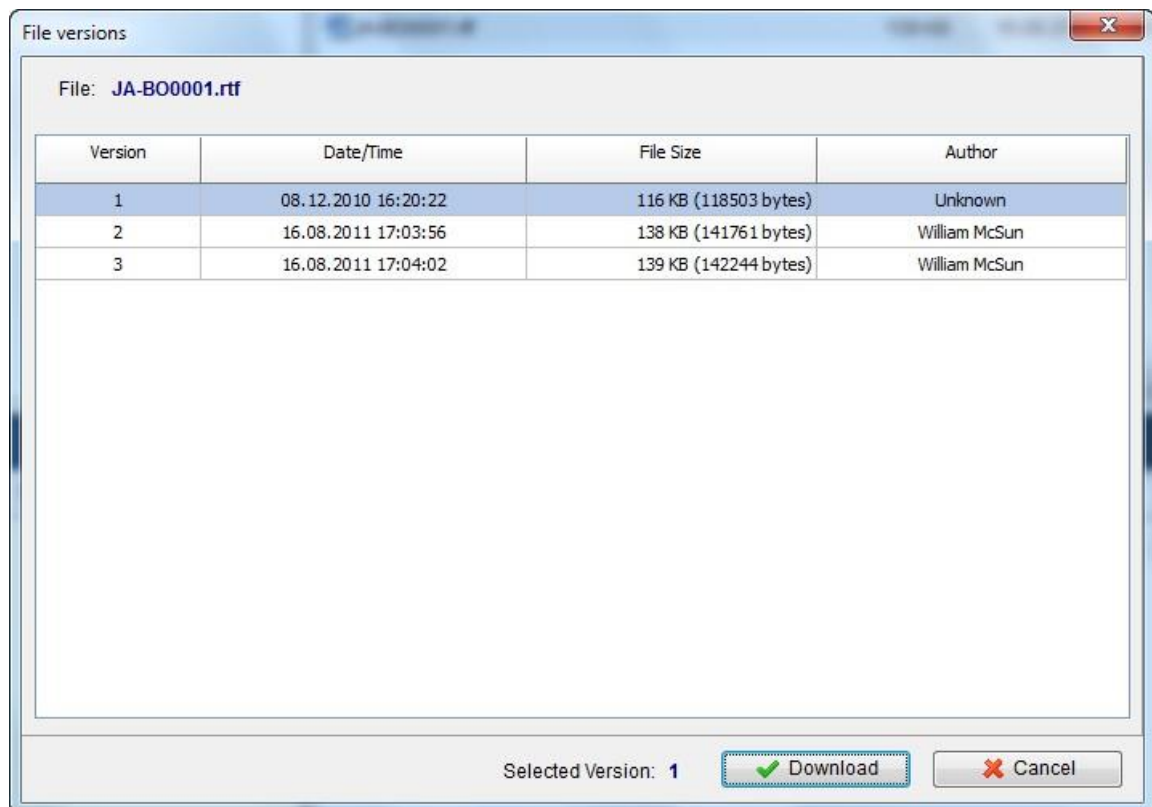 File versions
File: JA-BO0001.rtf
Version Date/Time File Size Author
1 08.12.2010 16:20:22 116 KB (118503 bytes) Unknown
2 16.08.2011 17:03:56 138 KB (141761 bytes) William McSun
3 16.08.2011 17:04:02 139 KB (142244 bytes) William McSun
Selected Version: 1 Download Cancel